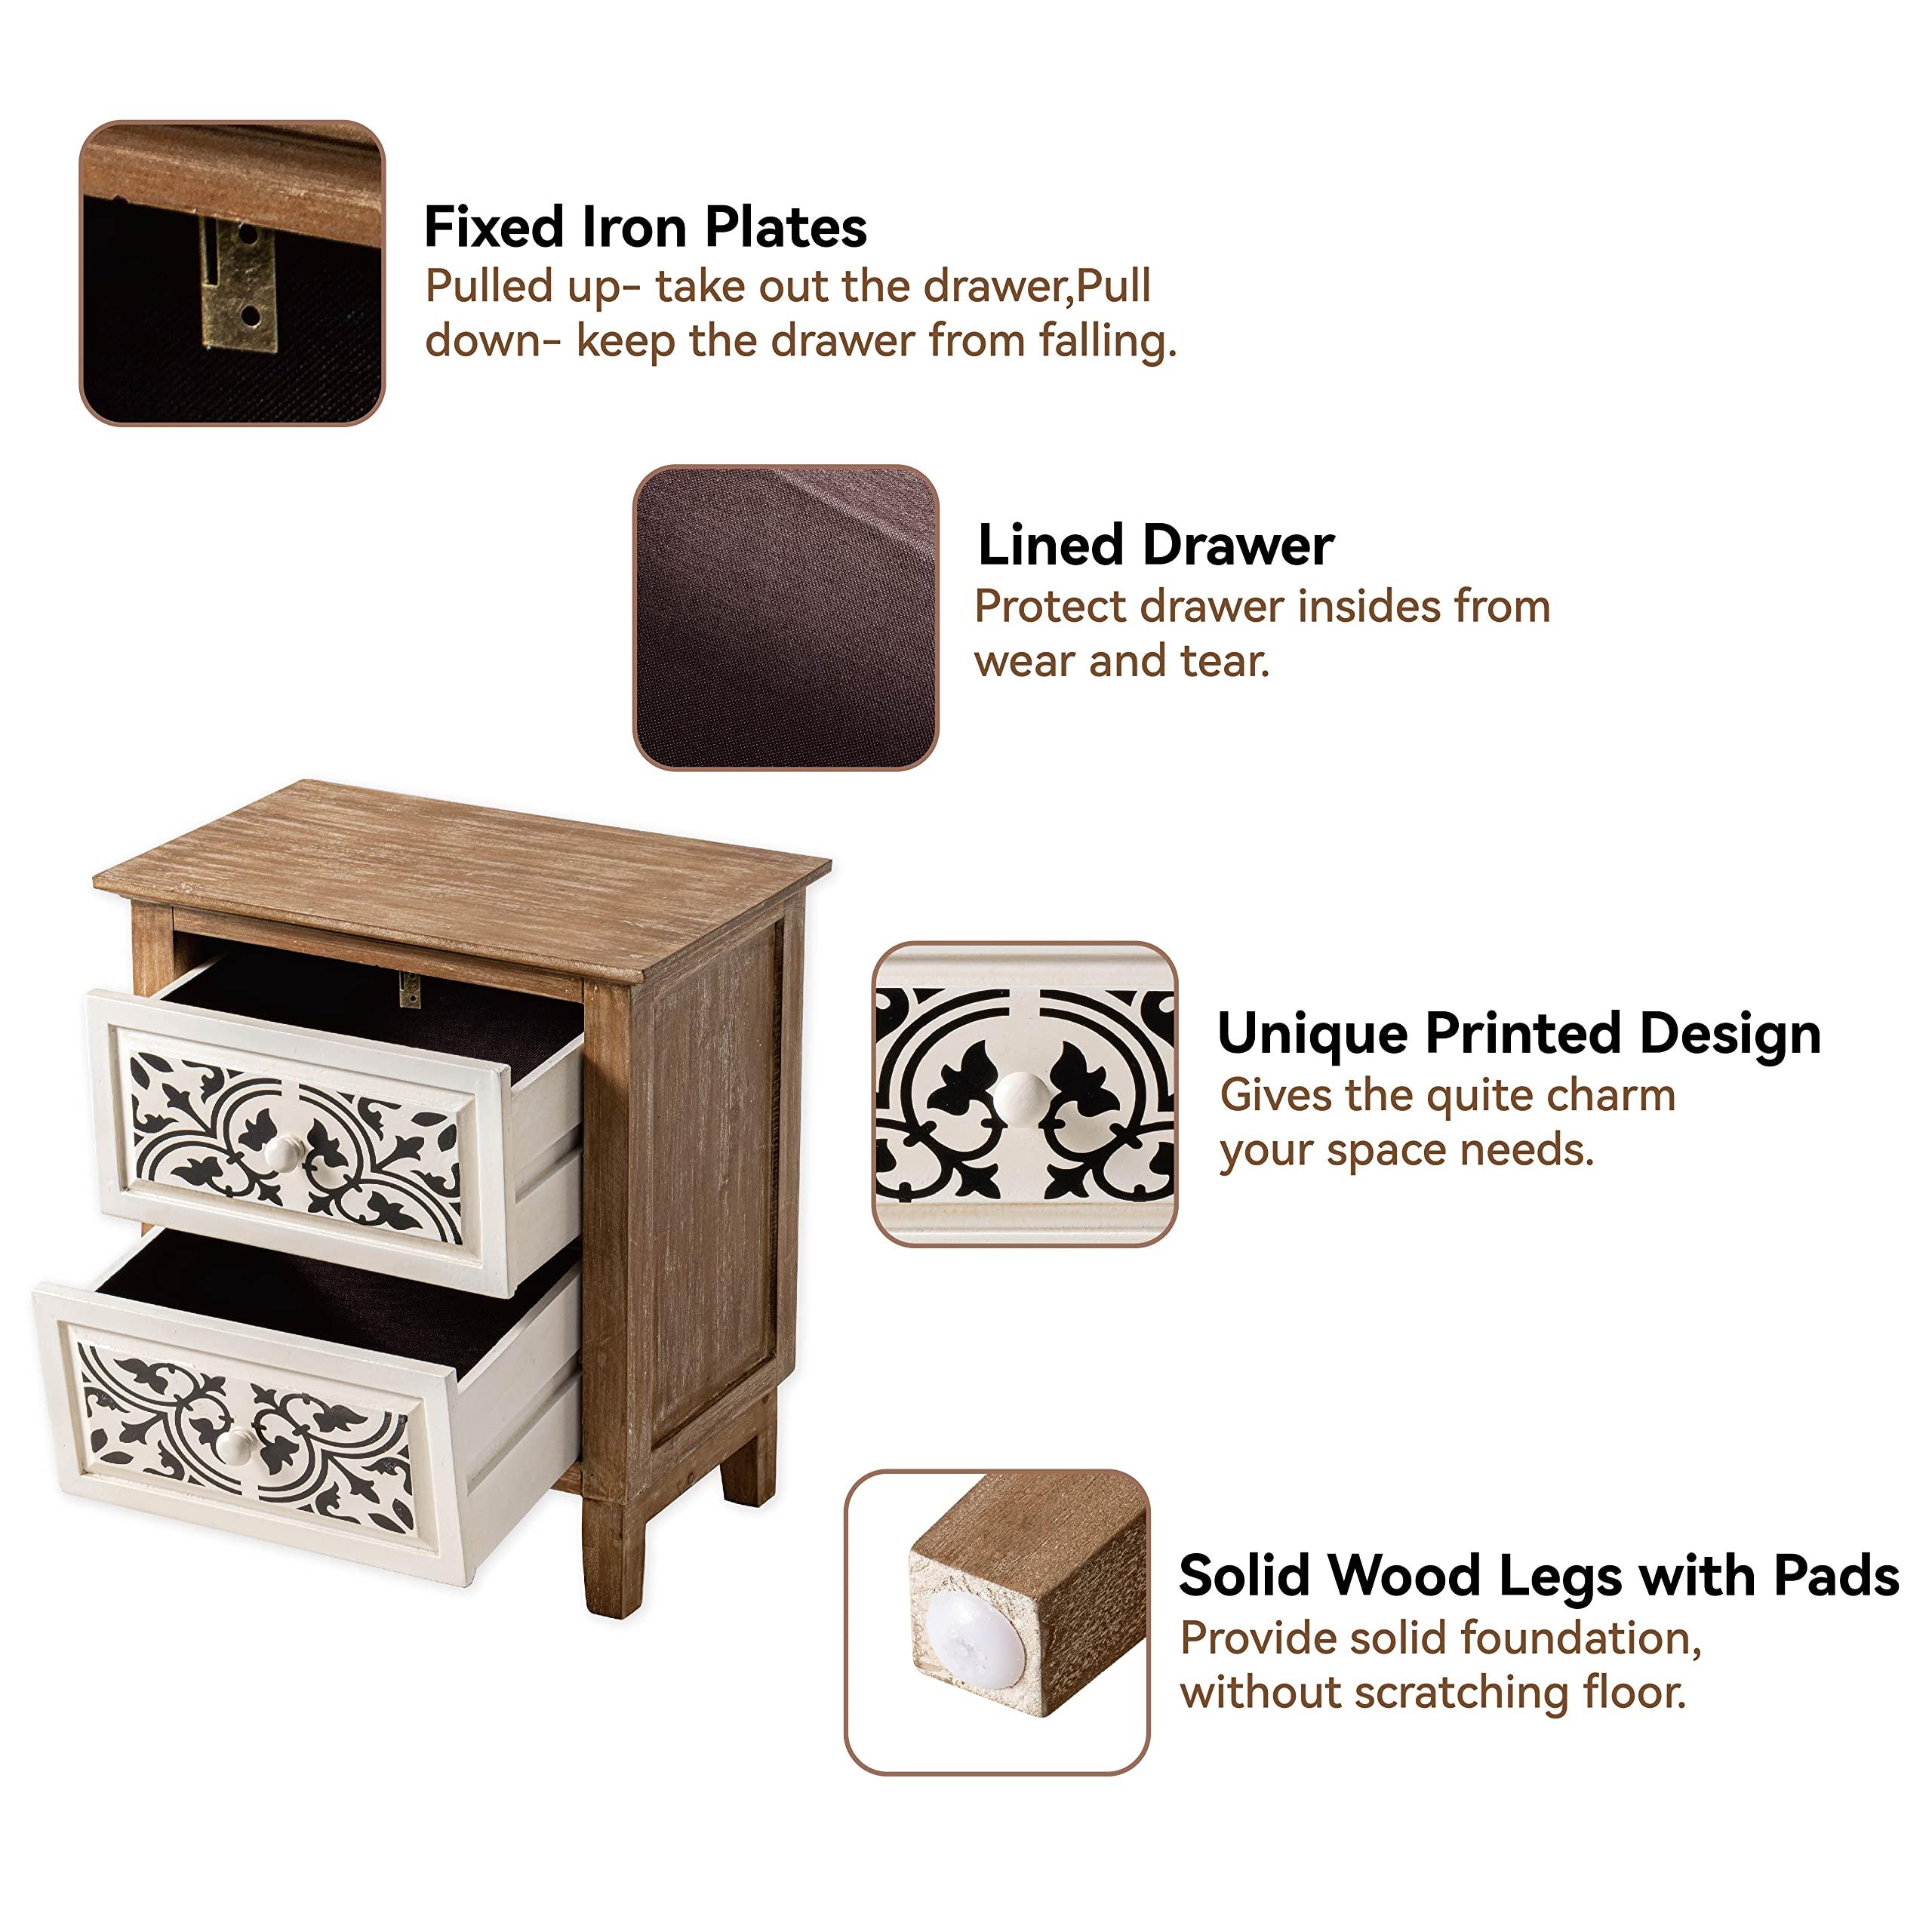 Fixed Iron Plates
Pulled up- take out the drawer,Pull
down- keep the drawer from falling.
Lined Drawer
Protect drawer insides from
wear and tear.
Unique Printed Design
Gives the quite charm
your space needs.
Solid Wood Legs with Pads
Provide solid foundation,
without scratching floor.